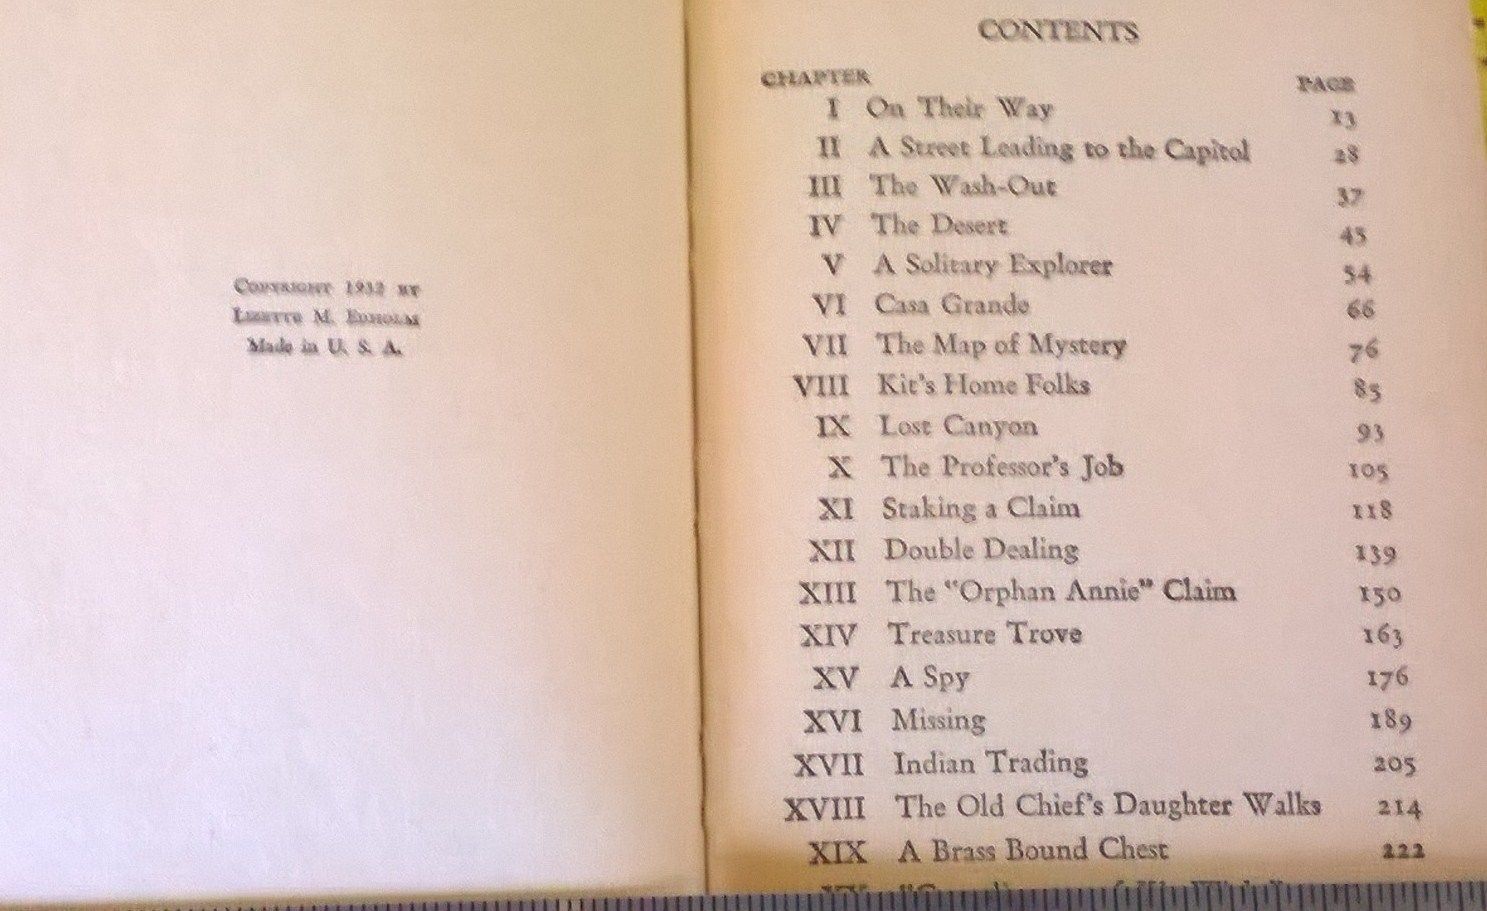 COPYRIGHT 1932 BY
LIZETTE M. EDHOLM
Made in U. S. A.
CONTENTS
CHAPTER PAGE
I On Their Way 13
II A Street Leading to the Capitol 28
III The Wash-Out 37
IV The Desert 45
V A Solitary Explorer 54
VI Casa Grande 66
VII The Map of Mystery 76
VIII Kit's Home Folks 85
IX Lost Canyon 93
X The Professor's Job 105
XI Staking a Claim 118
XII Double Dealing 139
XIII The "Orphan Annie" Claim 150
XIV Treasure Trove 163
XV A Spy 176
XVI Missing 189
XVII Indian Trading 205
XVIII The Old Chief's Daughter Walks 214
XIX A Brass Bound Chest 222